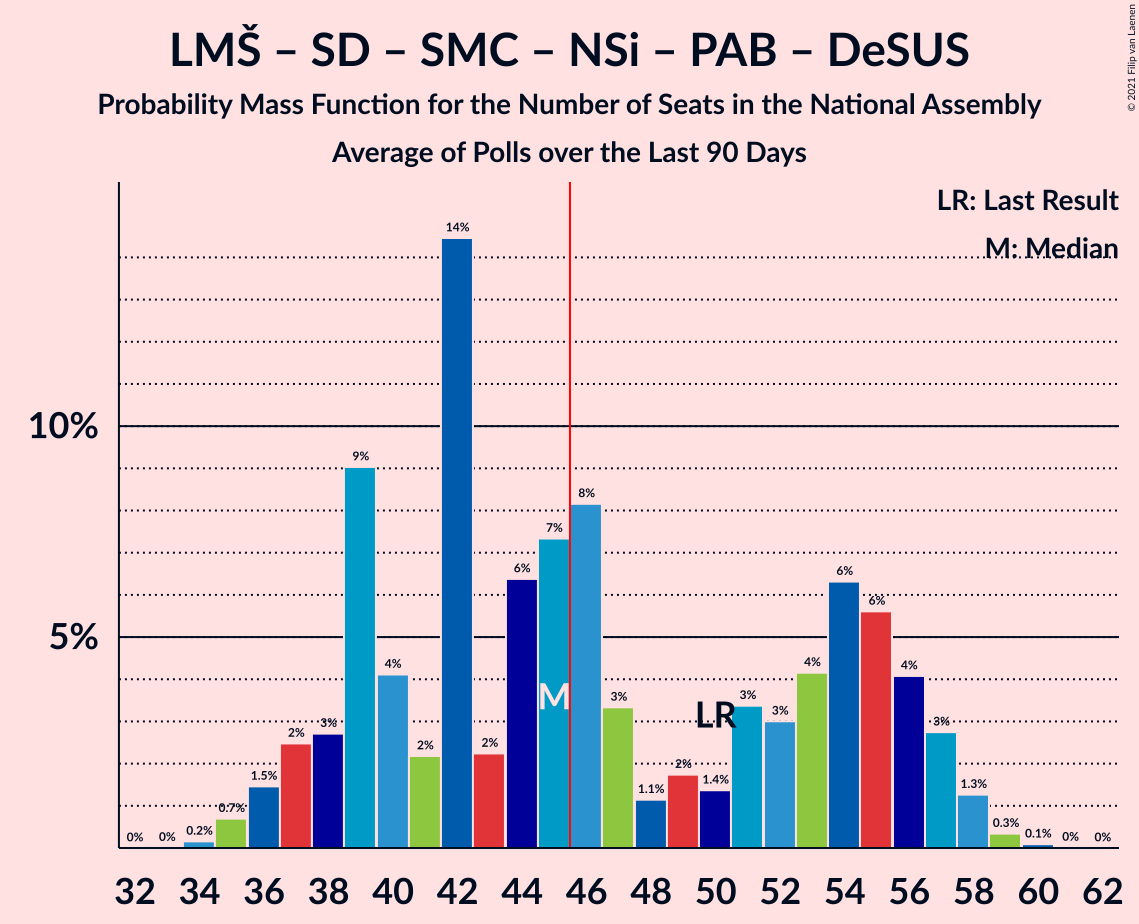 LMŠ – SD – SMC – NSi – PAB – DeSUS
Probability Mass Function for the Number of Seats in the National Assembly
Average of Polls over the Last 90 Days
© 2021 Filip van Laenen
LR: Last Result
M: Median
10%
5%
0% 0% 0.2% 0.7% 1.5% 2% 3% 9% 4% 2% 14% 2% 6% 7% 8% 3% 1.1% 2% 1.4% 3% 3% 4% 6% 6% 4% 3% 1.3% 0.3% 0.1% 0% 0%
M
LR
32 34 36 38 40 42 44 46 48 50 52 54 56 58 60 62